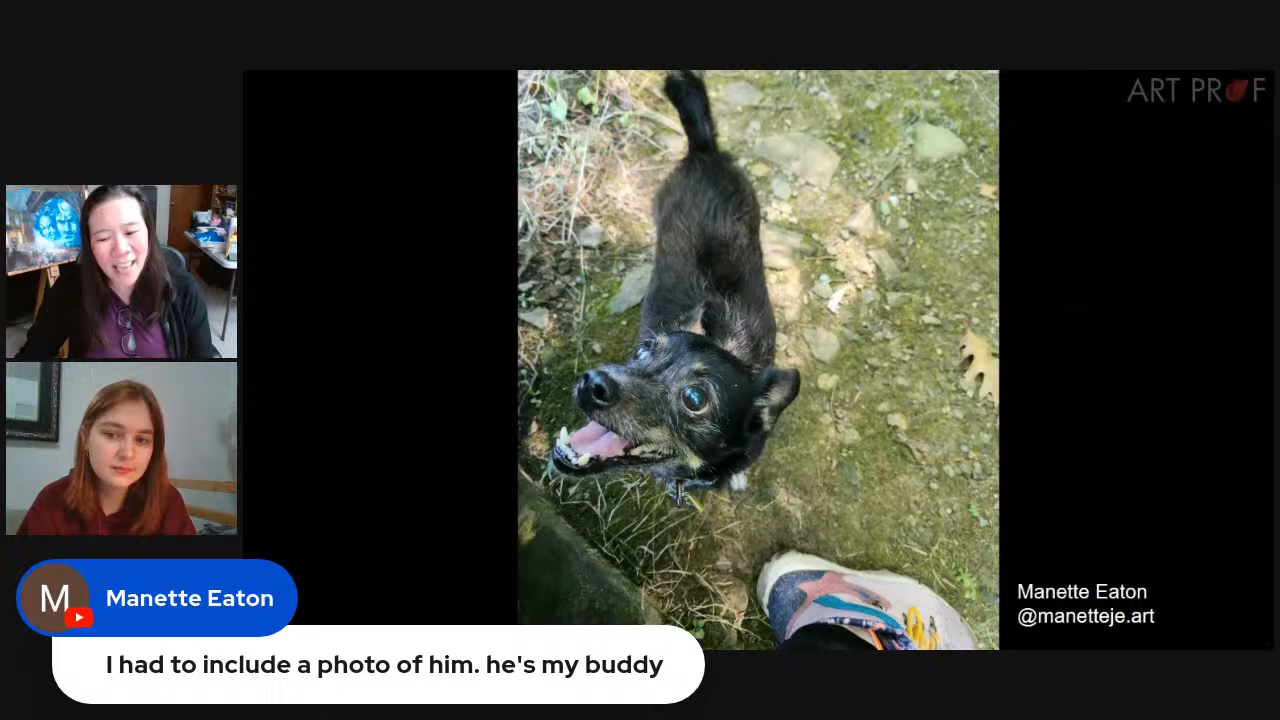 ART PROF
Manette Eaton
@manetteje.art
M
Manette Eaton
I had to include a photo of him. he's my buddy